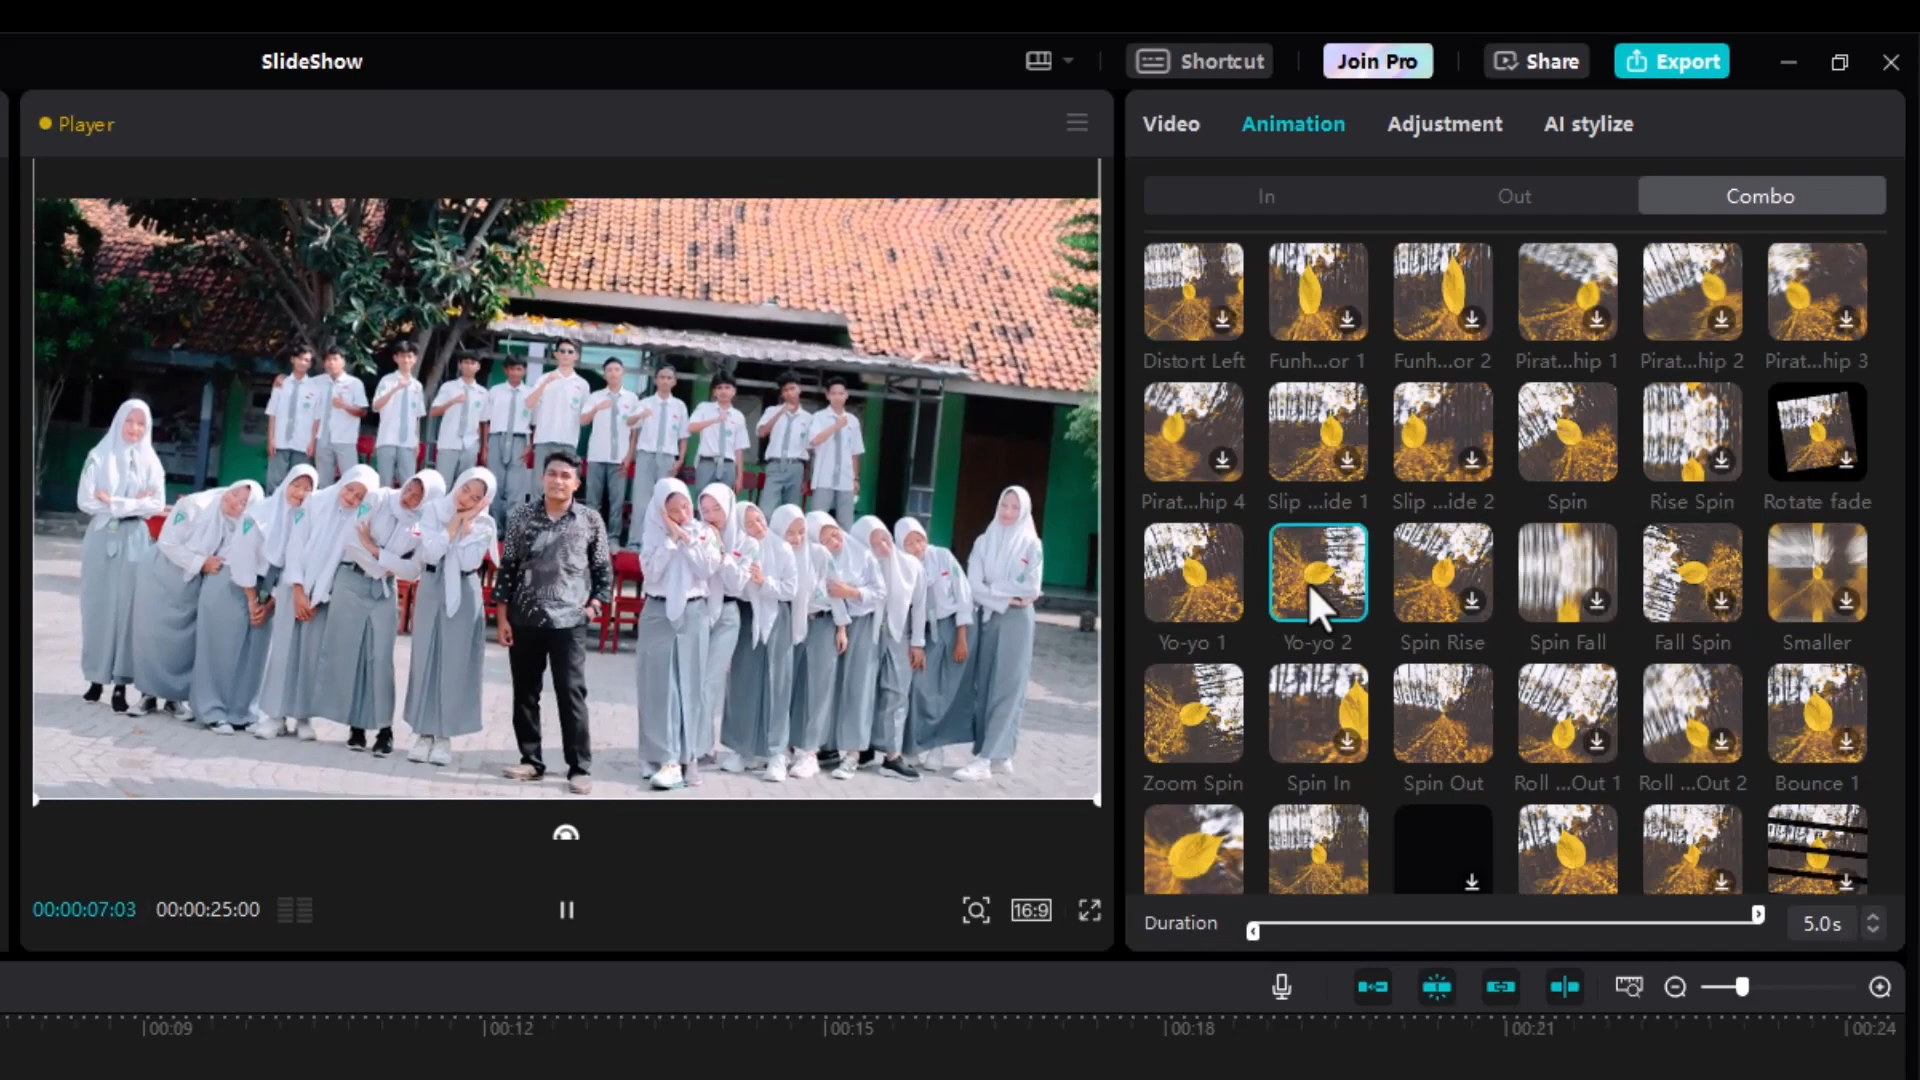 SlideShow
Shortcut
Join Pro
Share
Export
Player
Video
Animation
Adjustment
AI stylize
In
Out
Combo
Distort Left
Funh...or 1
Funh...or 2
Pirat...hip 1
Pirat...hip 2
Pirat...hip 3
Pirat...hip 4
Slip ...ide 1
Slip ...ide 2
Spin
Rise Spin
Rotate fade
Yo-yo 1
Yo-yo 2
Spin Rise
Spin Fall
Fall Spin
Smaller
Zoom Spin
Spin In
Spin Out
Roll ...Out 1
Roll ...Out 2
Bounce 1
00:00:07:03
00:00:25:00
16:9
Duration
5.0s
00:09
00:12
00:15
00:18
00:21
00:24